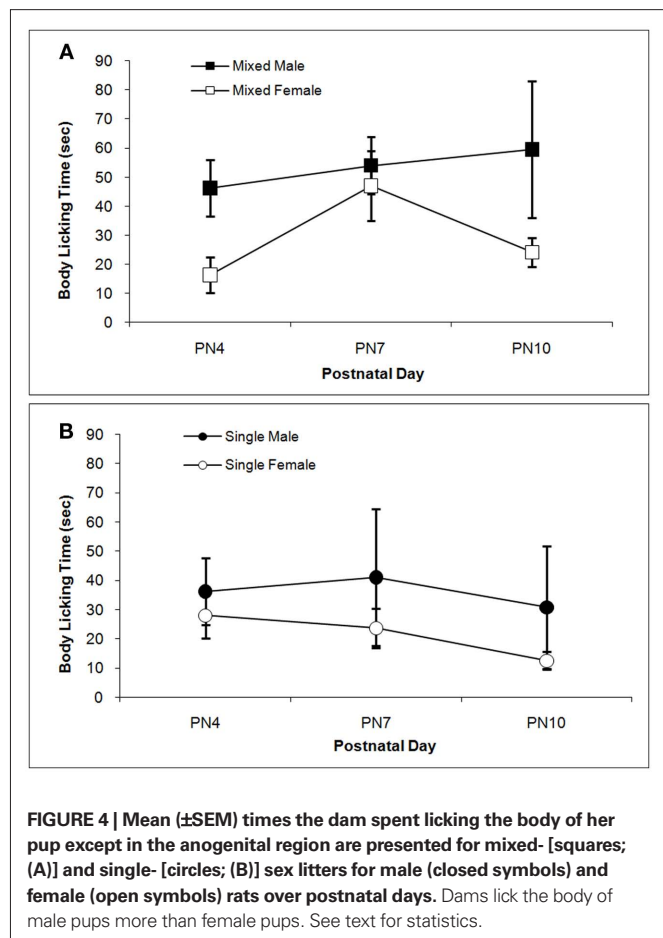 A
Mixed Male
Mixed Female
Body Licking Time (sec)
90
80
70
60
50
40
30
20
10
0
PN4 PN7 PN10
Postnatal Day
B
Single Male
Single Female
Body Licking Time (sec)
90
80
70
60
50
40
30
20
10
0
PN4 PN7 PN10
Postnatal Day
FIGURE 4 | Mean (±SEM) times the dam spent licking the body of her
pup except in the anogenital region are presented for mixed- [squares;
(A)] and single- [circles; (B)] sex litters for male (closed symbols) and
female (open symbols) rats over postnatal days. Dams lick the body of
male pups more than female pups. See text for statistics.